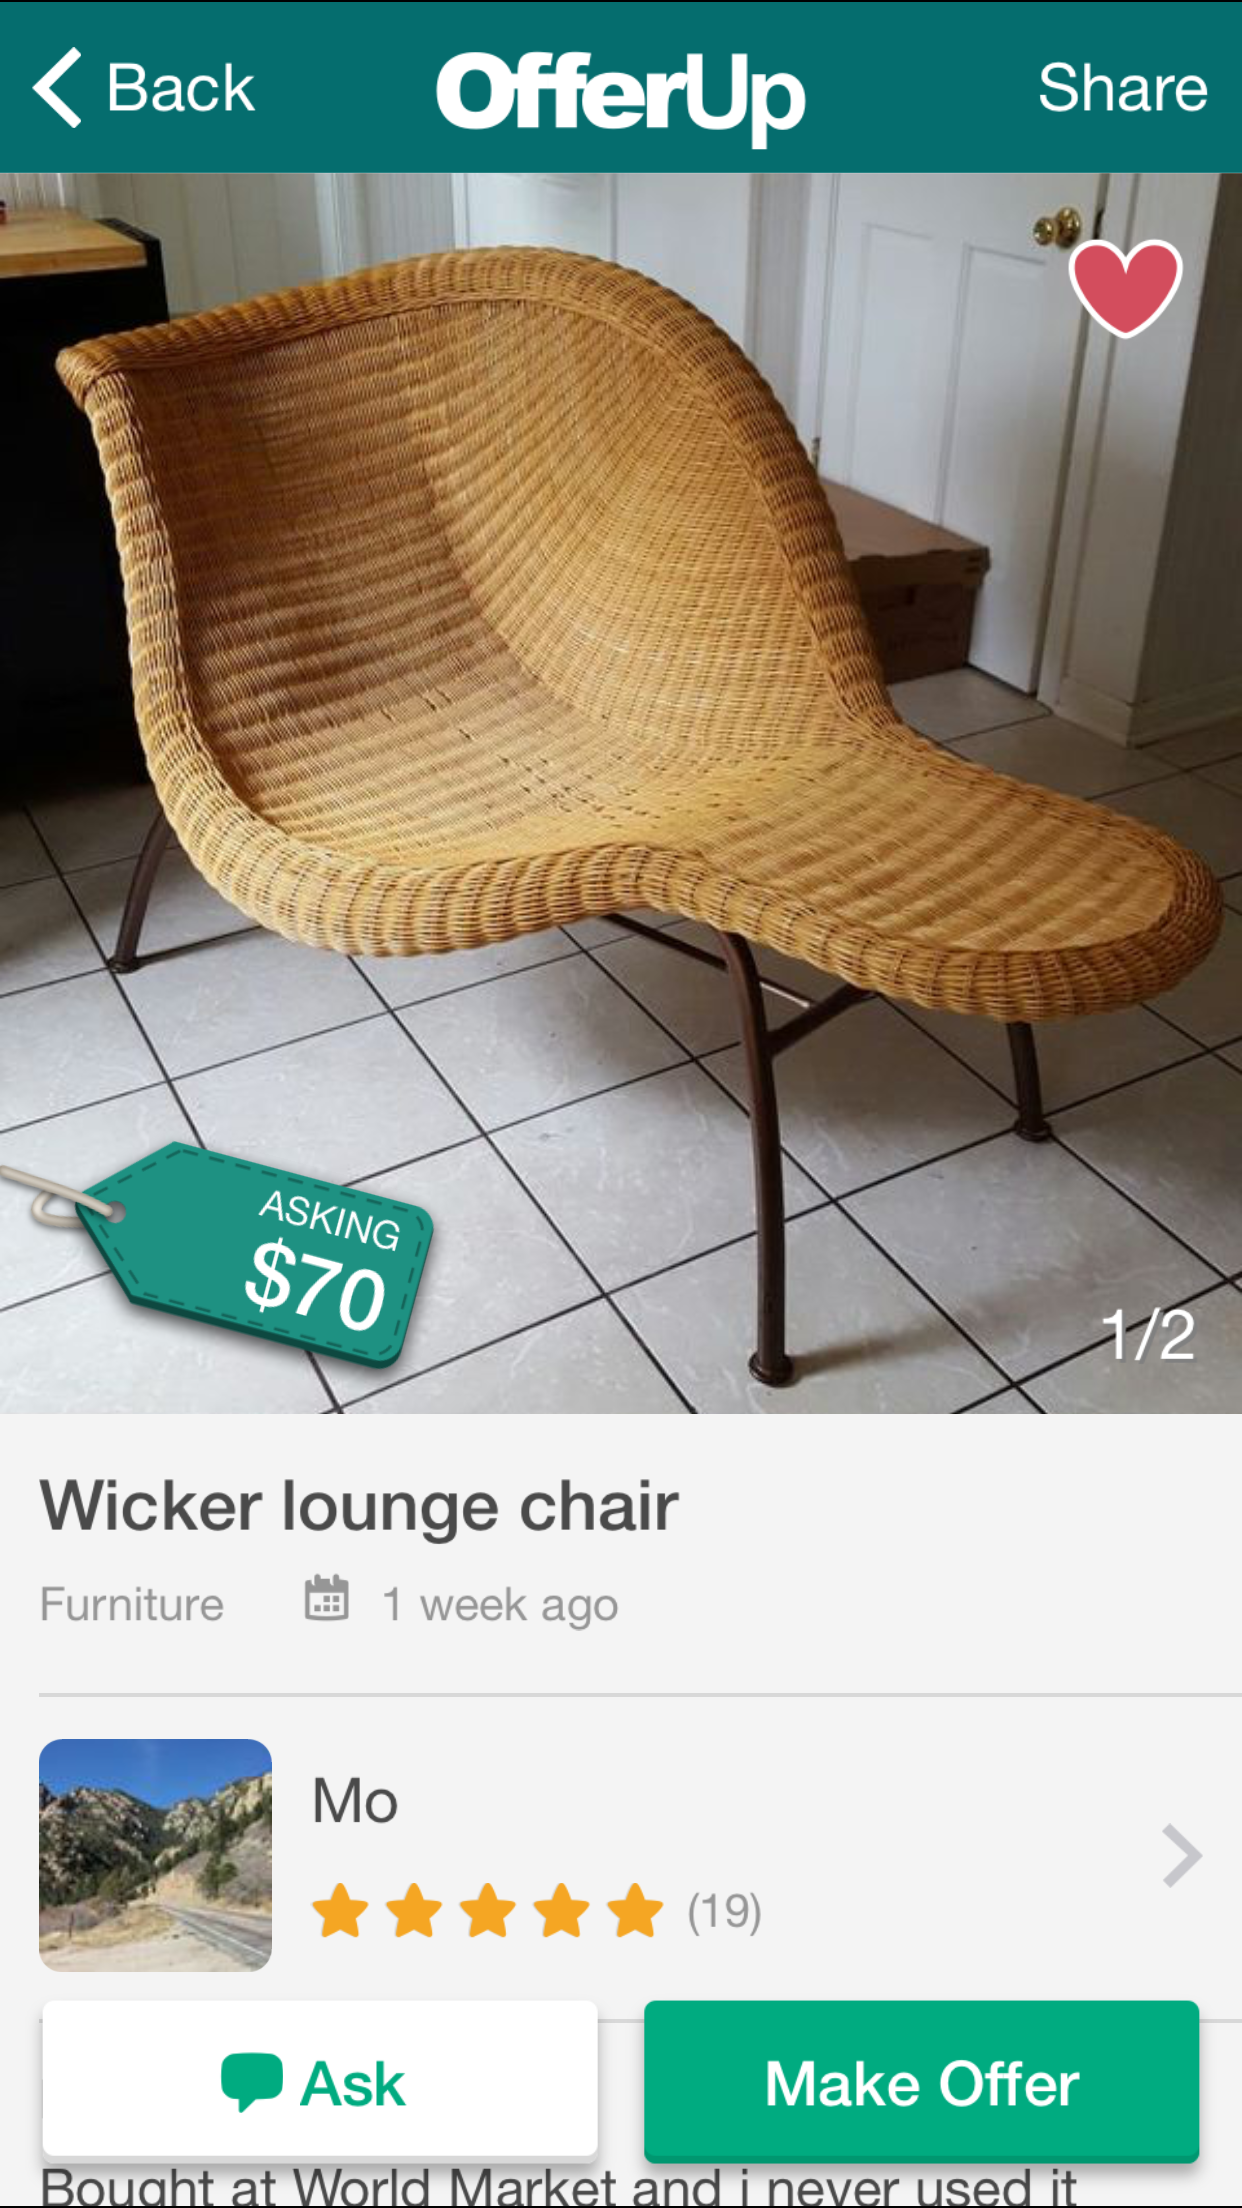 Back
OfferUp
Share
ASKING
$70
1/2
Wicker lounge chair
Furniture
1 week ago
Mo
(19)
Ask
Make Offer
Bought at World Market and i never used it